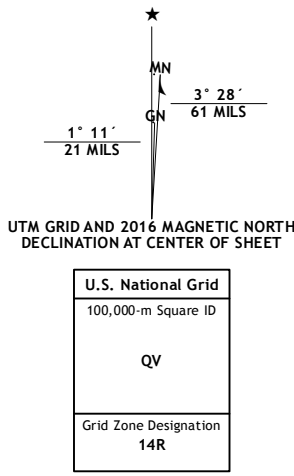 MN
GN
3° 28´
61 MILS
1° 11´
21 MILS
UTM GRID AND 2016 MAGNETIC NORTH
DECLINATION AT CENTER OF SHEET
U.S. National Grid
100,000-m Square ID
QV
Grid Zone Designation
14R